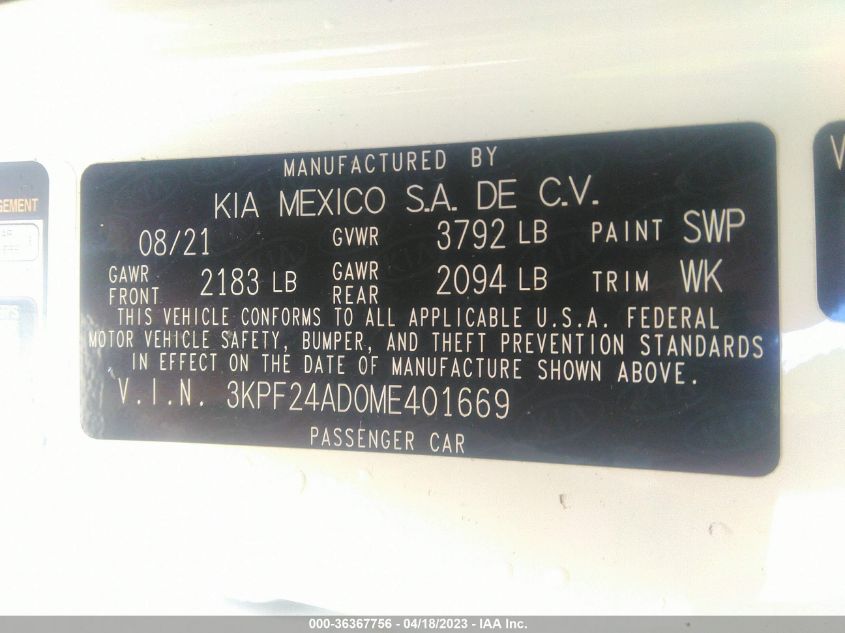 MANUFACTURED BY
KIA MEXICO S.A. DE C.V.
08/21 GVWR 3792 LB PAINT SWP
GAWR FRONT 2183 LB GAWR REAR 2094 LB TRIM WK
THIS VEHICLE CONFORMS TO ALL APPLICABLE U.S.A. FEDERAL
MOTOR VEHICLE SAFETY, BUMPER, AND THEFT PREVENTION STANDARDS
IN EFFECT ON THE DATE OF MANUFACTURE SHOWN ABOVE.
V.I.N. 3KPF24AD0ME401669
PASSENGER CAR
000-36367756 - 04/18/2023 - IAA Inc.